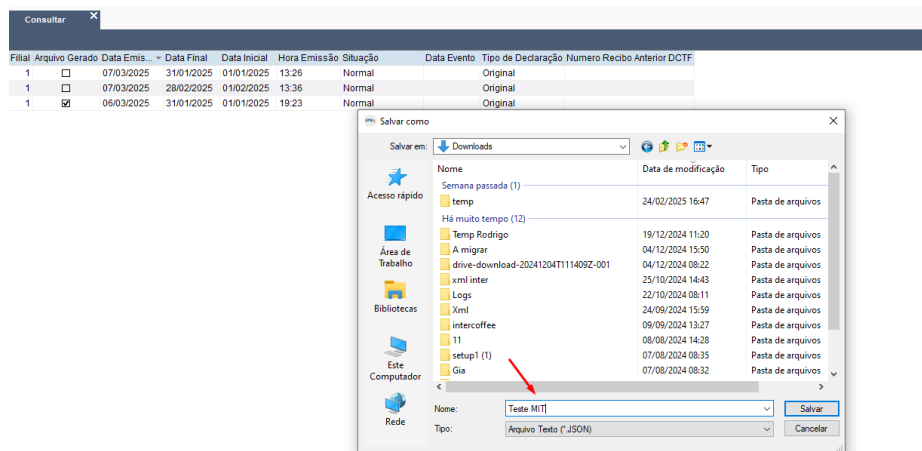 Consultar
Filial Arquivo Gerado Data Emis... Data Final Data Inicial Hora Emissão Situação Data Evento Tipo de Declaração Numero Recibo Anterior DCTF
1 07/03/2025 31/01/2025 01/01/2025 13:26 Normal Original
1 07/03/2025 28/02/2025 01/02/2025 13:36 Normal Original
1 06/03/2025 31/01/2025 01/01/2025 19:23 Normal Original
Salvar como
Salvar em: Downloads
Nome Data de modificação Tipo
Semana passada (1)
temp 24/02/2025 16:47 Pasta de arquivos
Há muito tempo (12)
Temp Rodrigo 19/12/2024 11:20 Pasta de arquivos
A migrar 04/12/2024 15:50 Pasta de arquivos
drive-download-20241204T111409Z-001 04/12/2024 08:22 Pasta de arquivos
xml inter 25/10/2024 14:43 Pasta de arquivos
Logs 22/10/2024 08:11 Pasta de arquivos
Xml 24/09/2024 15:59 Pasta de arquivos
intercoffee 09/09/2024 13:27 Pasta de arquivos
11 08/08/2024 14:28 Pasta de arquivos
setup1 (1) 07/08/2024 08:35 Pasta de arquivos
Gia 07/08/2024 08:32 Pasta de arquivos
Acesso rápido
Área de
Trabalho
Bibliotecas
Este
Computador
Rede
Nome: Teste MIT Salvar
Tipo: Arquivo Texto (*.JSON) Cancelar